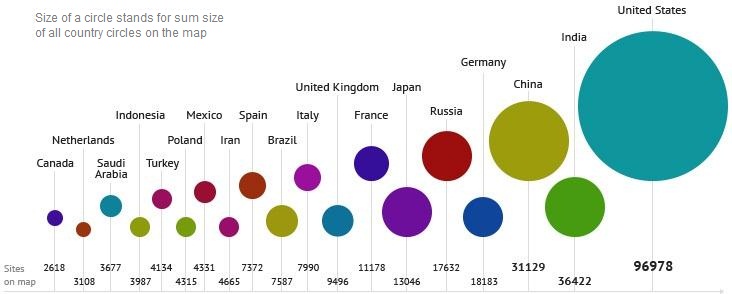 Size of a circle stands for sum size
of all country circles on the map
United States
India
Germany
China
United Kingdom
Japan
Russia
Indonesia
Mexico
Spain
Italy
France
Netherlands
Poland
Iran
Brazil
Canada
Saudi
Arabia
Turkey
Sites
on map
2618
3108
3677
3987
4134
4315
4331
4665
7372
7587
7990
9496
11178
13046
17632
18183
31129
36422
96978